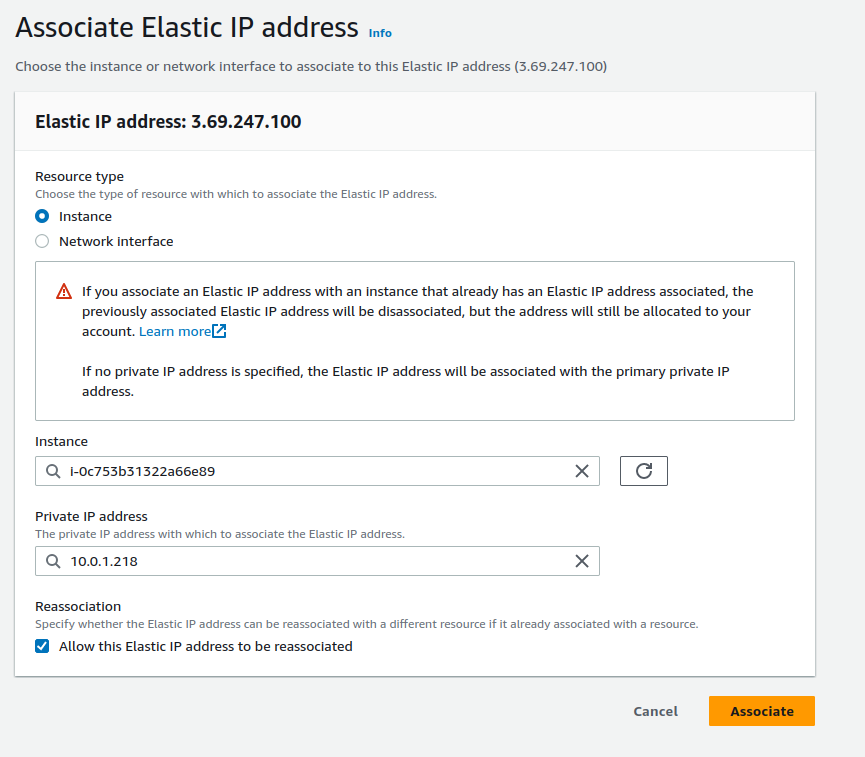 Associate Elastic IP address Info
Choose the instance or network interface to associate to this Elastic IP address (3.69.247.100)
Elastic IP address: 3.69.247.100
Resource type
Choose the type of resource with which to associate the Elastic IP address.
Instance
Network interface
If you associate an Elastic IP address with an instance that already has an Elastic IP address associated, the
previously associated Elastic IP address will be disassociated, but the address will still be allocated to your
account. Learn more
If no private IP address is specified, the Elastic IP address will be associated with the primary private IP
address.
Instance
i-0c753b31322a66e89
Private IP address
The private IP address with which to associate the Elastic IP address.
10.0.1.218
Reassociation
Specify whether the Elastic IP address can be reassociated with a different resource if it already associated with a resource.
Allow this Elastic IP address to be reassociated
Cancel
Associate